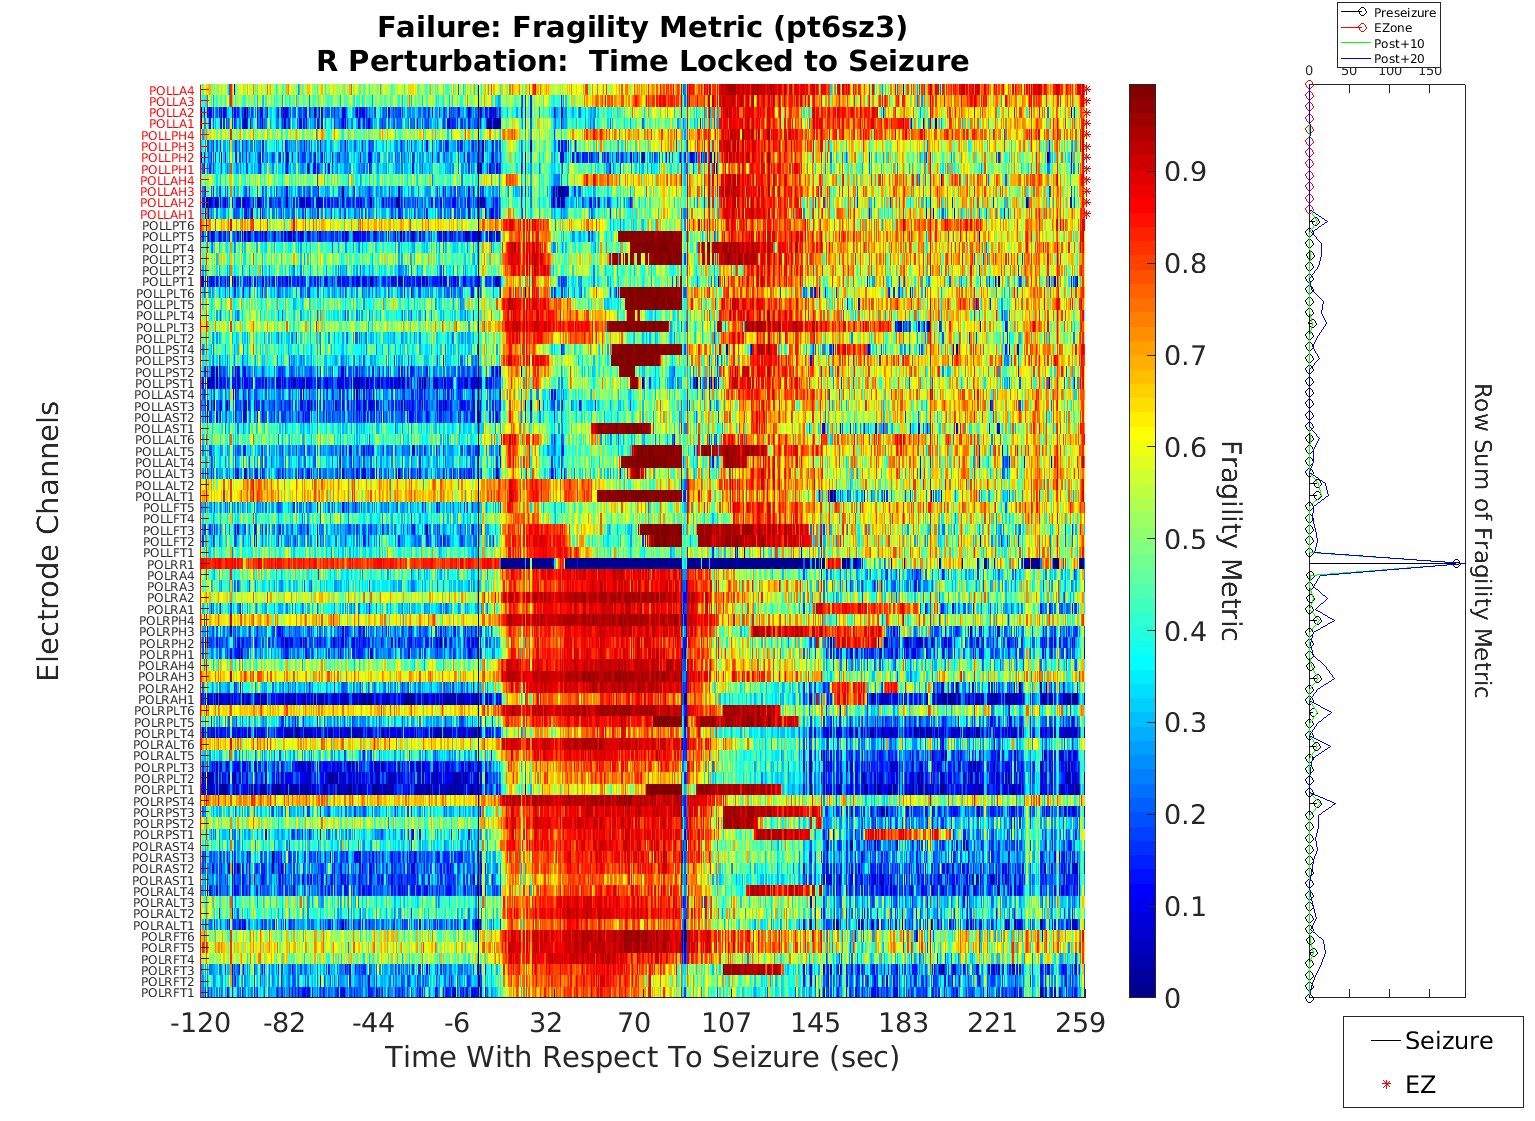 Failure: Fragility Metric (pt6sz3)
R Perturbation:  Time Locked to Seizure
Preseizure
EZone
Post+10
Post+20
0 50 100 150
POLLA4
POLLA3
POLLA2
POLLA1
POLLPH4
POLLPH3
POLLPH2
POLLPH1
POLLAH4
POLLAH3
POLLAH2
POLLAH1
POLLPT6
POLLPT5
POLLPT4
POLLPT3
POLLPT2
POLLPT1
POLLPLT6
POLLPLT5
POLLPLT4
POLLPLT3
POLLPLT2
POLLPST4
POLLPST3
POLLPST2
POLLPST1
POLLAST4
POLLAST3
POLLAST2
POLLAST1
POLLALT6
POLLALT5
POLLALT4
POLLALT3
POLLALT2
POLLALT1
POLLFT5
POLLFT4
POLLFT3
POLLFT2
POLLFT1
POLRR1
POLRA4
POLRA3
POLRA2
POLRA1
POLRPH4
POLRPH3
POLRPH2
POLRPH1
POLRAH4
POLRAH3
POLRAH2
POLRAH1
POLRPLT6
POLRPLT5
POLRPLT4
POLRALT6
POLRALT5
POLRPLT3
POLRPLT2
POLRPLT1
POLRPST4
POLRPST3
POLRPST2
POLRPST1
POLRAST4
POLRAST3
POLRAST2
POLRAST1
POLRALT4
POLRALT3
POLRALT2
POLRALT1
POLRFT6
POLRFT5
POLRFT4
POLRFT3
POLRFT2
POLRFT1
Electrode Channels
-120 -82 -44 -6 32 70 107 145 183 221 259
Time With Respect To Seizure (sec)
0.9
0.8
0.7
0.6
0.5
0.4
0.3
0.2
0.1
0
Fragility Metric
Row Sum of Fragility Metric
Seizure
EZ